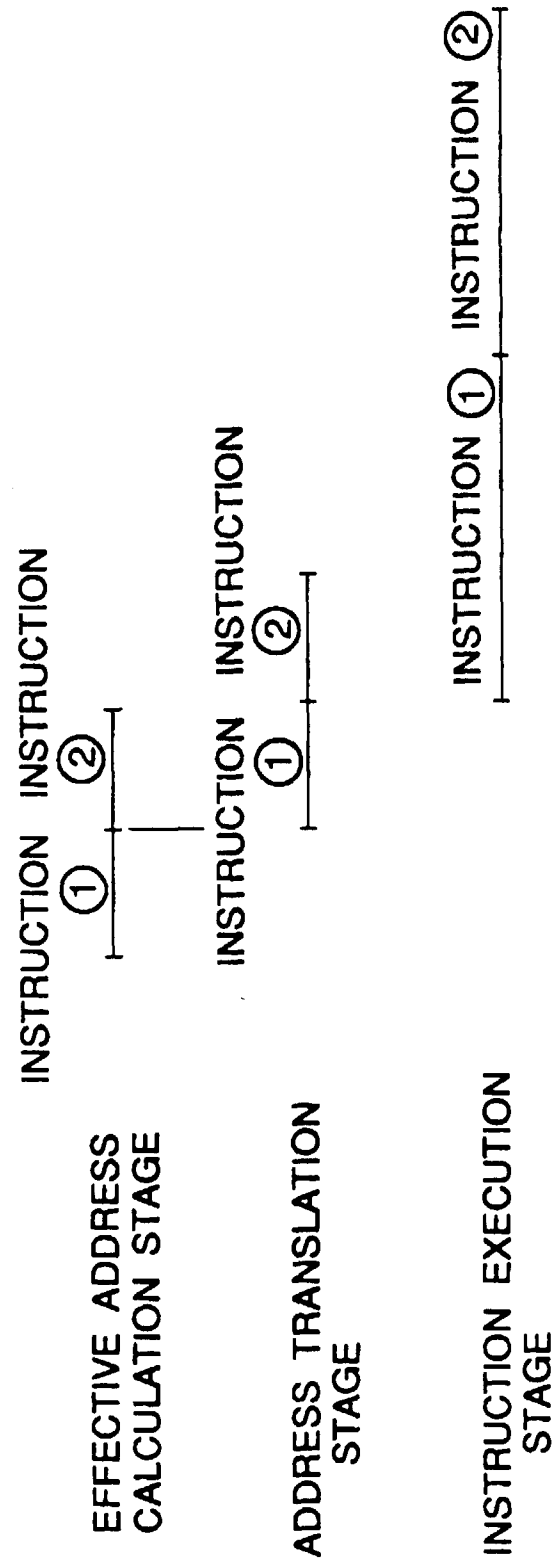 INSTRUCTION INSTRUCTION
① ②
EFFECTIVE ADDRESS
CALCULATION STAGE
INSTRUCTION INSTRUCTION
① ②
ADDRESS TRANSLATION
STAGE
INSTRUCTION ① INSTRUCTION ②
INSTRUCTION EXECUTION
STAGE